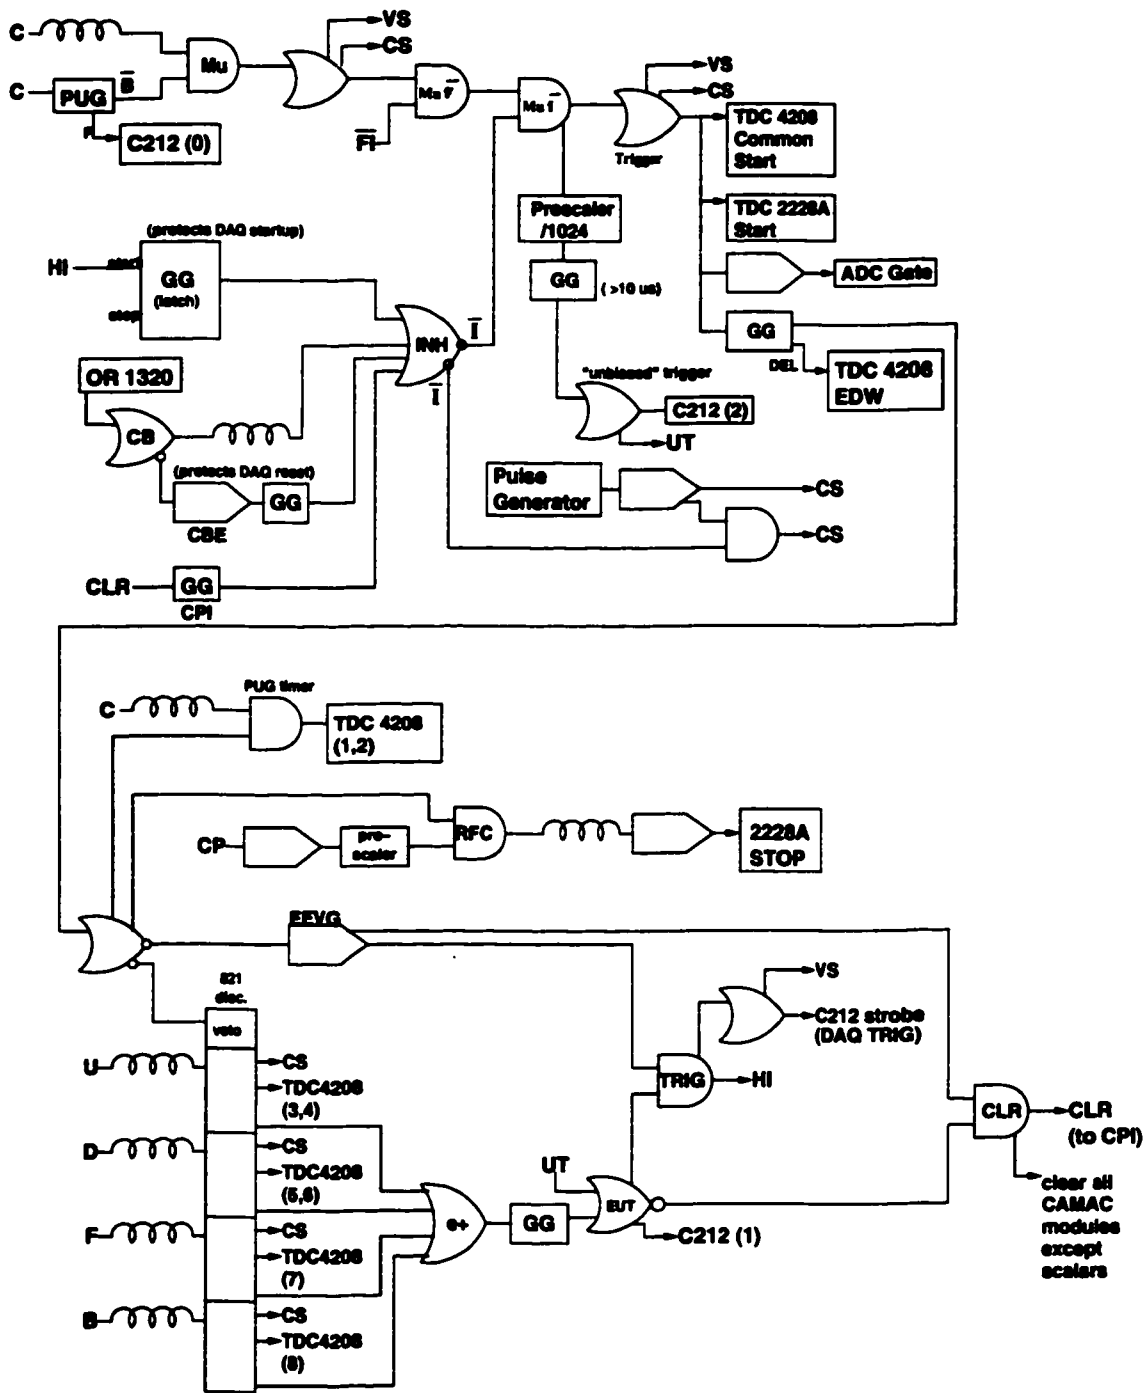 C
VS
CS
Mu
C
PUG
B
P
C212 (0)
FI
VS
CS
Trigger
TDC 4208
Common
Start
TDC 2228A
Start
ADC Gate
GG
DEL
TDC 4208
EDW
Prescaler
/1024
GG
( >10 us)
"unbiased" trigger
C212 (2)
UT
(protects DAQ startup)
HI
start
GG
(latch)
stop
INH
I
I
OR 1320
CB
(protects DAQ reset)
GG
CBE
CLR
GG
CPI
Pulse
Generator
CS
CS
PUG timer
C
TDC 4208
(1,2)
CP
pre-
scaler
RFC
2228A
STOP
EEVG
821
disc.
veto
VS
C212 strobe
(DAQ TRIG)
TRIG
HI
U
CS
TDC4208
(3,4)
D
CS
TDC4208
(5,6)
F
CS
TDC4208
(7)
B
CS
TDC4208
(8)
e+
GG
UT
EUT
C212 (1)
CLR
CLR
(to CPI)
clear all
CAMAC
modules
except
scalars